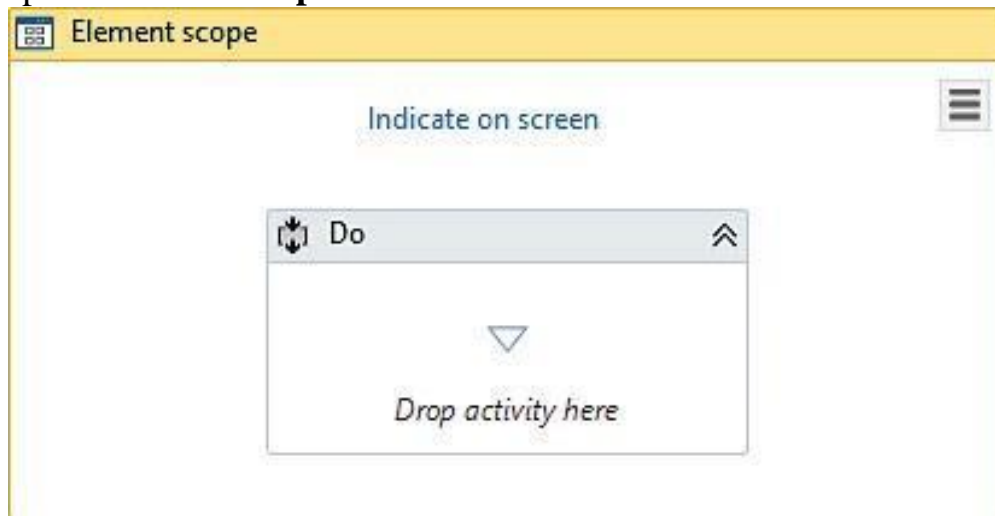 Element scope
Indicate on screen
Do
Drop activity here